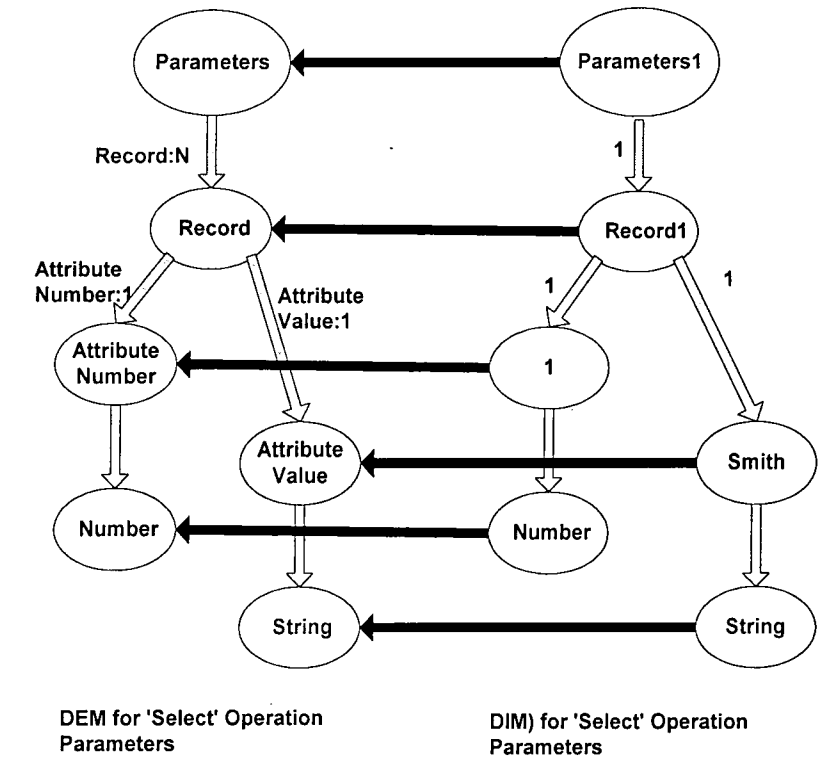 Parameters
Parameters1
Record:N
1
Record
Record1
Attribute
Number:1
Attribute
Value:1
1
1
Attribute
Number
1
Attribute
Value
Smith
Number
Number
String
String
DEM for 'Select' Operation
Parameters
DIM) for 'Select' Operation
Parameters